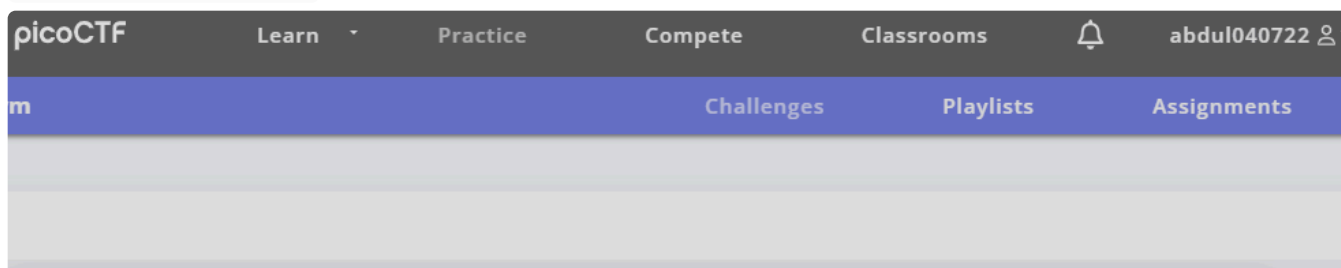 picoCTF Learn Practice Compete Classrooms abdul040722
Challenges Playlists Assignments